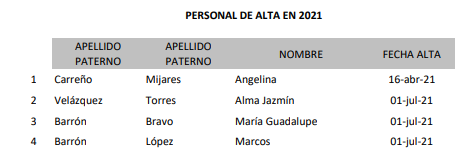 PERSONAL DE ALTA EN 2021
APELLIDO PATERNO APELLIDO PATERNO NOMBRE FECHA ALTA
1 Carreño Mijares Angelina 16-abr-21
2 Velázquez Torres Alma Jazmín 01-jul-21
3 Barrón Bravo María Guadalupe 01-jul-21
4 Barrón López Marcos 01-jul-21